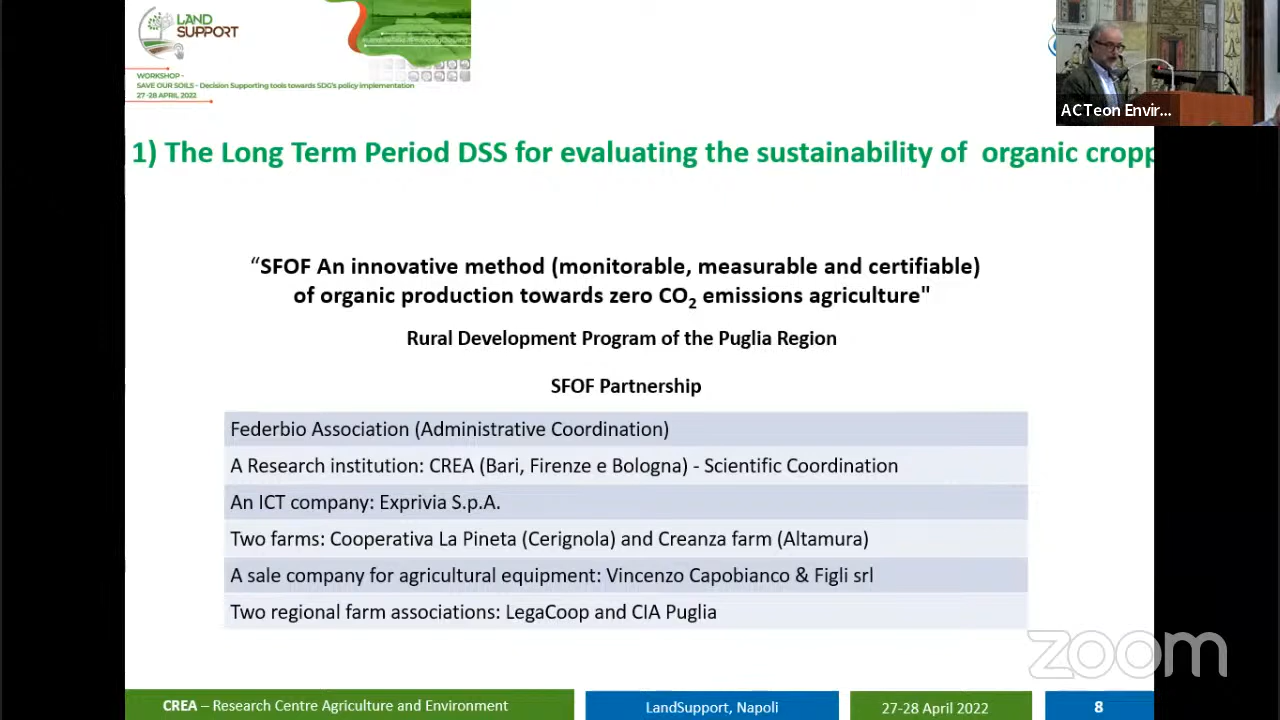 LAND
SUPPORT
WORKSHOP -
SAVE OUR SOILS - Decision Supporting tools towards SDG's policy implementation
27 -28 APRIL 2022
ACTeon Envir...
1) The Long Term Period DSS for evaluating the sustainability of organic cropp
“SFOF An innovative method (monitorable, measurable and certifiable)
of organic production towards zero CO2 emissions agriculture"
Rural Development Program of the Puglia Region
SFOF Partnership
Federbio Association (Administrative Coordination)
A Research institution: CREA (Bari, Firenze e Bologna) - Scientific Coordination
An ICT company: Exprivia S.p.A.
Two farms: Cooperativa La Pineta (Cerignola) and Creanza farm (Altamura)
A sale company for agricultural equipment: Vincenzo Capobianco & Figli srl
Two regional farm associations: LegaCoop and CIA Puglia
zoom
CREA – Research Centre Agriculture and Environment
LandSupport, Napoli
27-28 April 2022
8